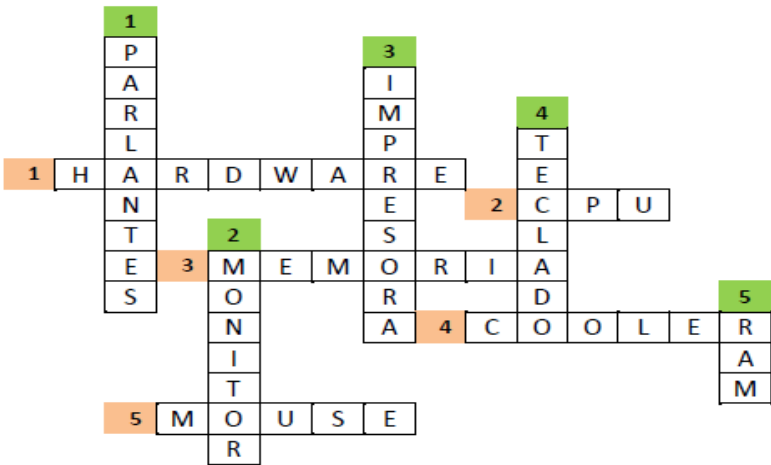 1
P 3
A I
R M 4
L P T
1 H A R D W A R E E
N E 2 C P U
T 2 S L
E 3 M E M O R I A
S O R D 5
N A 4 C O O L E R
I A
T M
5 M O U S E
R